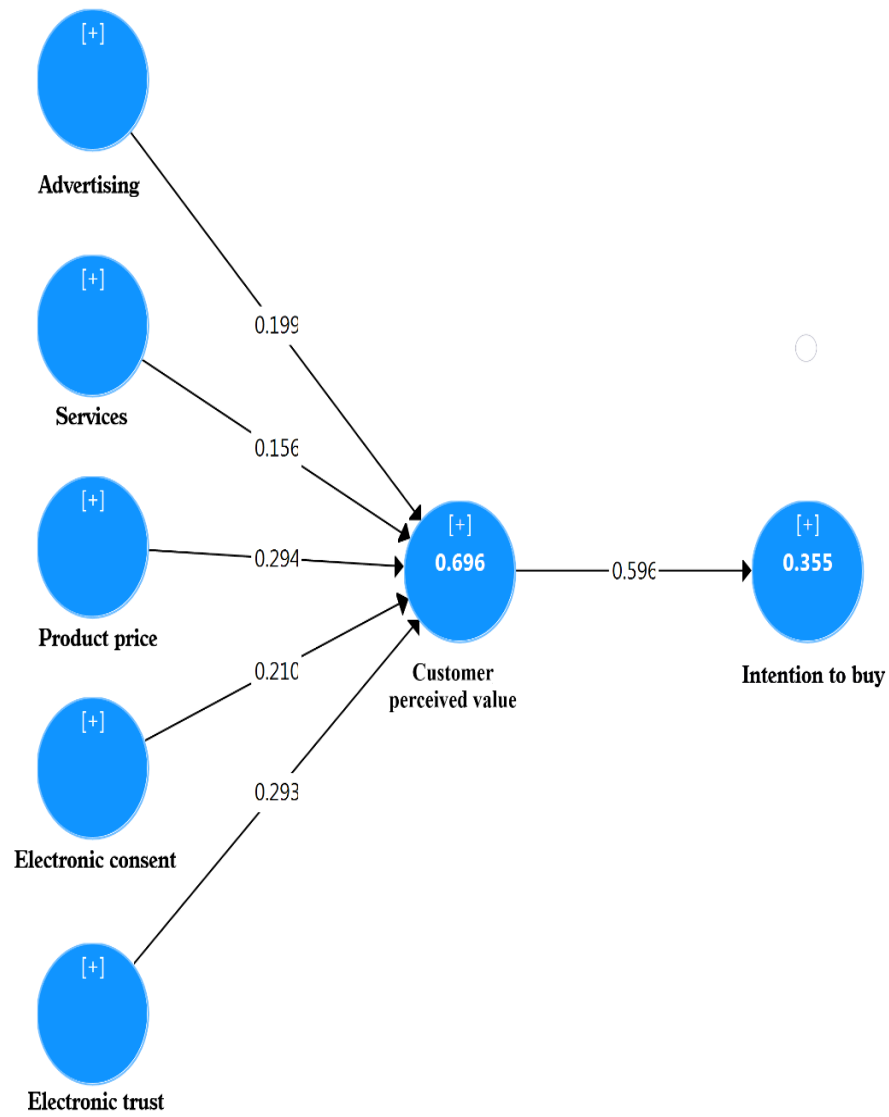 [+]
Advertising
0.199
[+]
Services
0.156
[+]
Product price
0.294
[+]
Electronic consent
0.210
[+]
Electronic trust
0.293
[+]
0.696
Customer
perceived value
0.596
[+]
0.355
Intention to buy